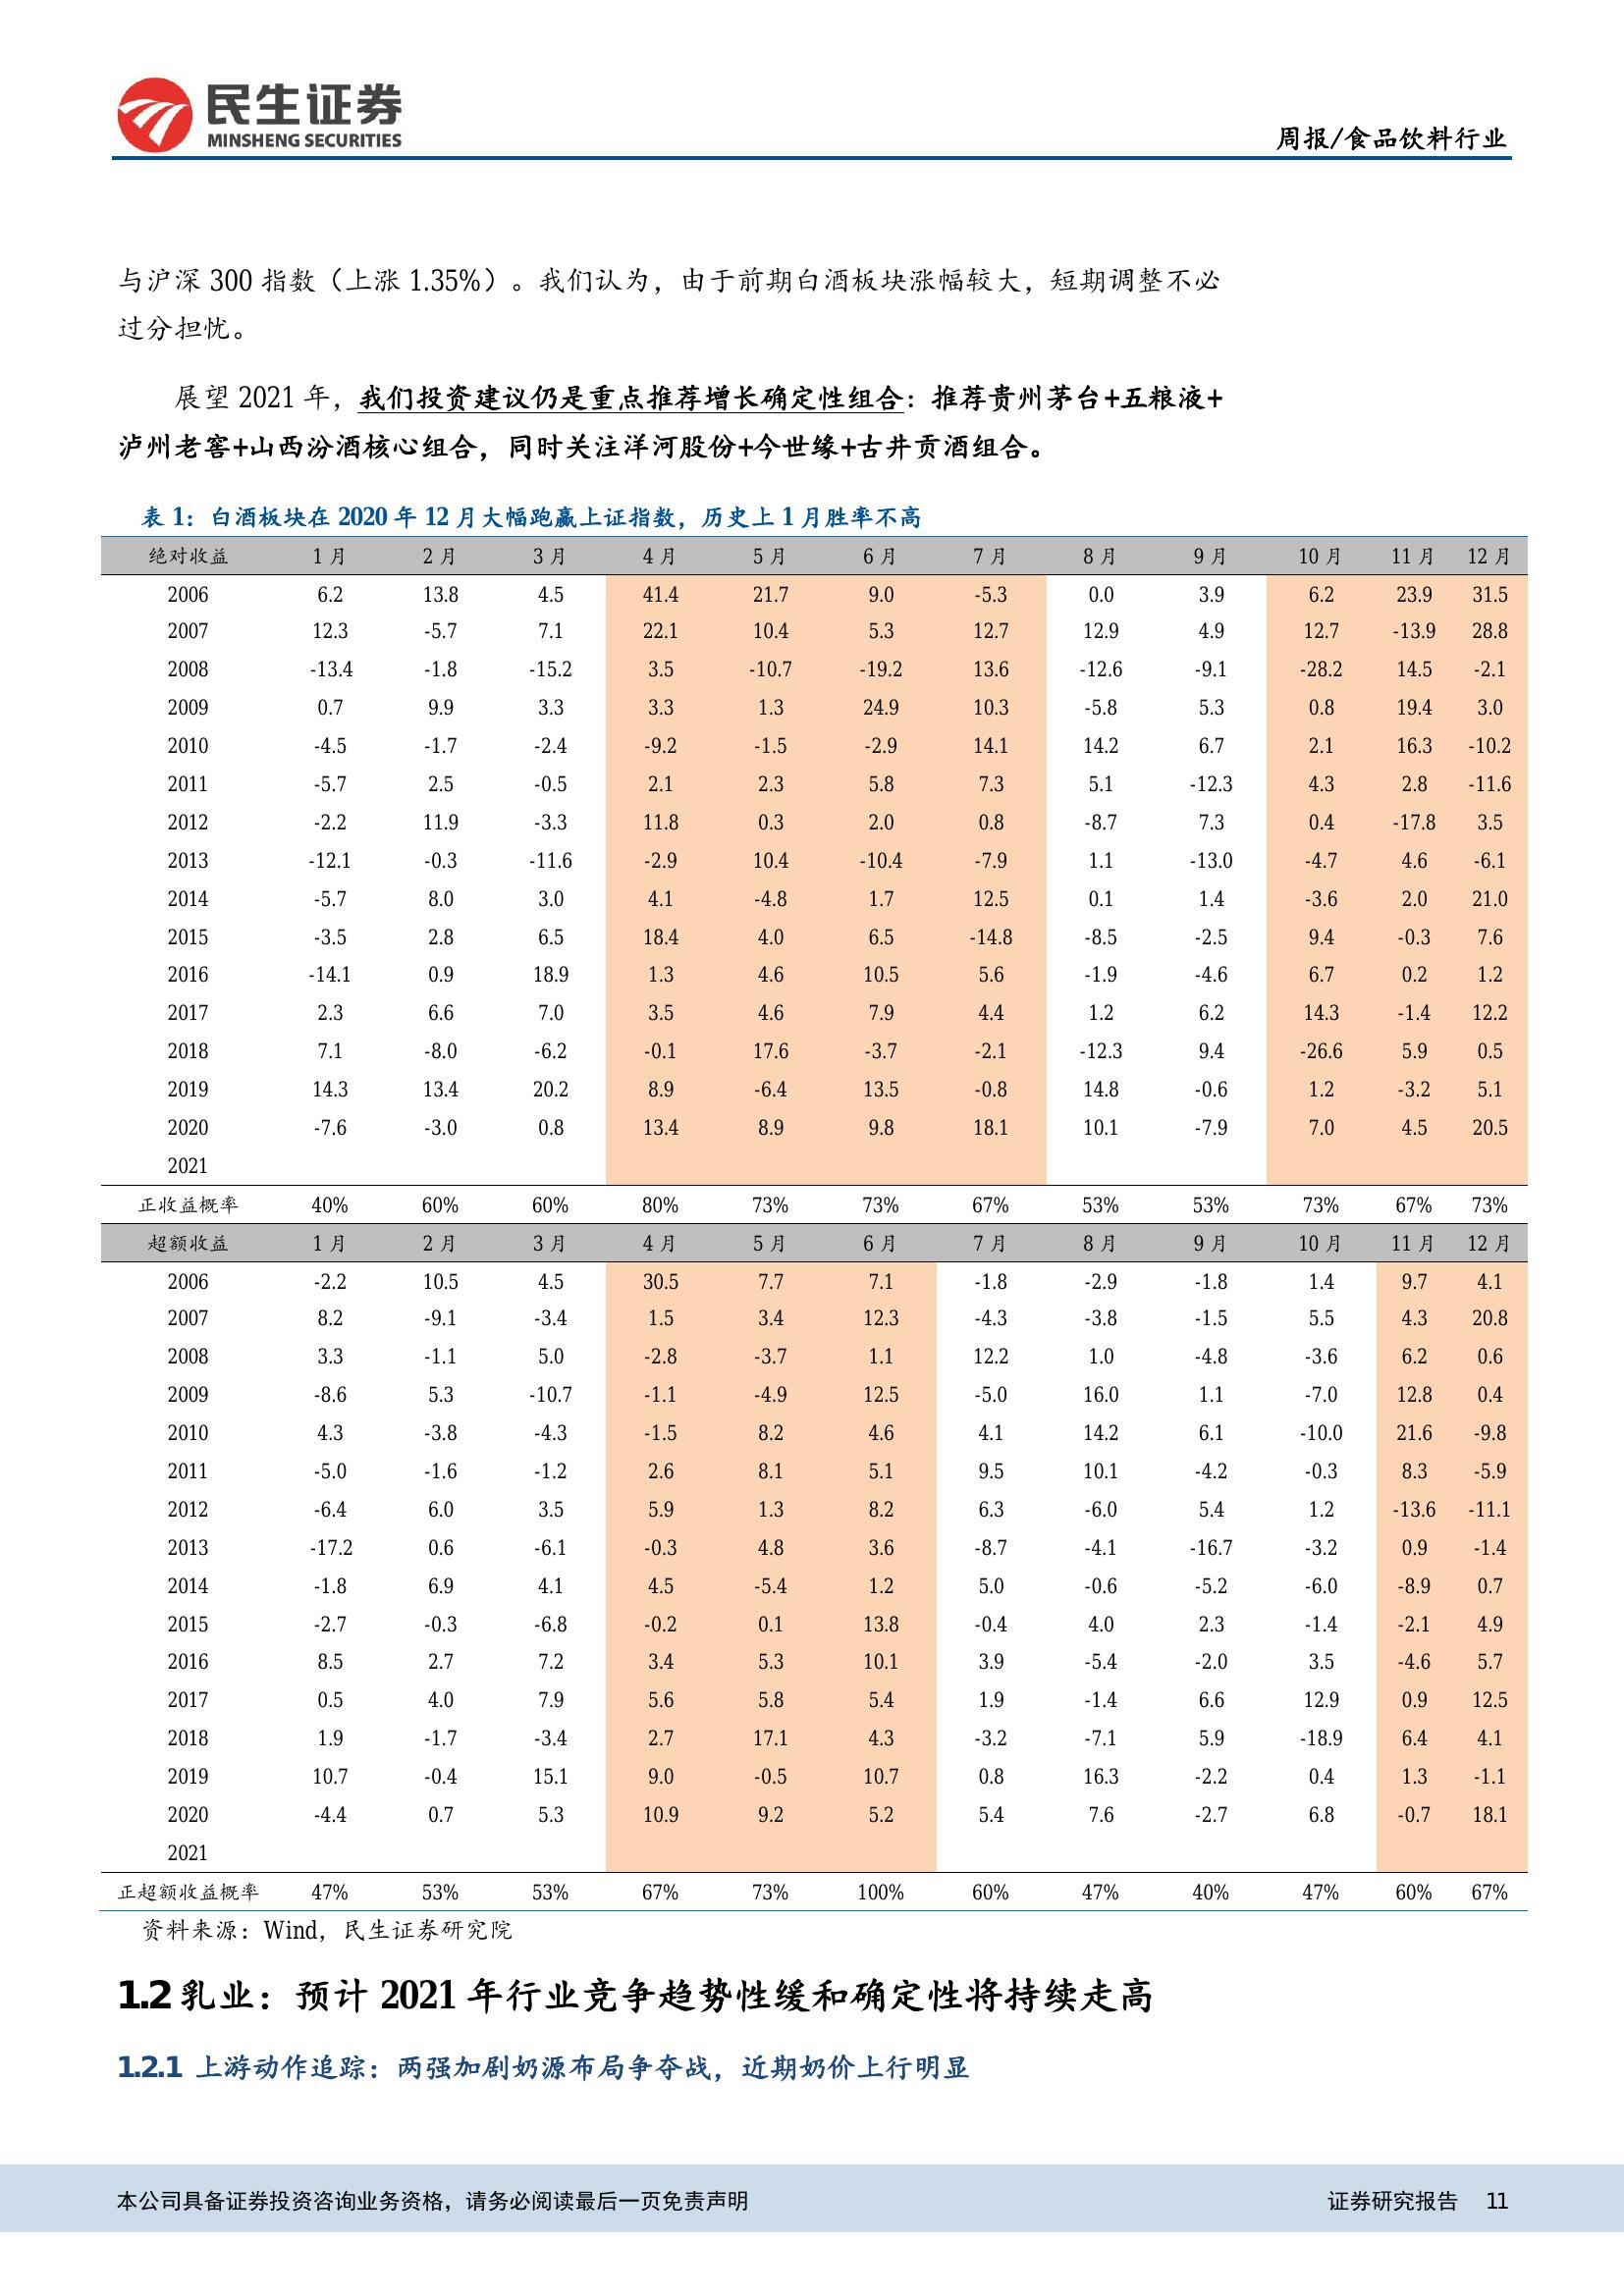 民生证券
MINSHENG SECURITIES
周报/食品饮料行业
与沪深 300 指数（上涨 1.35%）。我们认为，由于前期白酒板块涨幅较大，短期调整不必
过分担忧。
展望 2021 年，我们投资建议仍是重点推荐增长确定性组合：推荐贵州茅台+五粮液+
泸州老窖+山西汾酒核心组合，同时关注洋河股份+今世缘+古井贡酒组合。
表 1：白酒板块在 2020 年 12 月大幅跑赢上证指数，历史上 1 月胜率不高
绝对收益 1 月 2 月 3 月 4 月 5 月 6 月 7 月 8 月 9 月 10 月 11 月 12 月
2006 6.2 13.8 4.5 41.4 21.7 9.0 -5.3 0.0 3.9 6.2 23.9 31.5
2007 12.3 -5.7 7.1 22.1 10.4 5.3 12.7 12.9 4.9 12.7 -13.9 28.8
2008 -13.4 -1.8 -15.2 3.5 -10.7 -19.2 13.6 -12.6 -9.1 -28.2 14.5 -2.1
2009 0.7 9.9 3.3 3.3 1.3 24.9 10.3 -5.8 5.3 0.8 19.4 3.0
2010 -4.5 -1.7 -2.4 -9.2 -1.5 -2.9 14.1 14.2 6.7 2.1 16.3 -10.2
2011 -5.7 2.5 -0.5 2.1 2.3 5.8 7.3 5.1 -12.3 4.3 2.8 -11.6
2012 -2.2 11.9 -3.3 11.8 0.3 2.0 0.8 -8.7 7.3 0.4 -17.8 3.5
2013 -12.1 -0.3 -11.6 -2.9 10.4 -10.4 -7.9 1.1 -13.0 -4.7 4.6 -6.1
2014 -5.7 8.0 3.0 4.1 -4.8 1.7 12.5 0.1 1.4 -3.6 2.0 21.0
2015 -3.5 2.8 6.5 18.4 4.0 6.5 -14.8 -8.5 -2.5 9.4 -0.3 7.6
2016 -14.1 0.9 18.9 1.3 4.6 10.5 5.6 -1.9 -4.6 6.7 0.2 1.2
2017 2.3 6.6 7.0 3.5 4.6 7.9 4.4 1.2 6.2 14.3 -1.4 12.2
2018 7.1 -8.0 -6.2 -0.1 17.6 -3.7 -2.1 -12.3 9.4 -26.6 5.9 0.5
2019 14.3 13.4 20.2 8.9 -6.4 13.5 -0.8 14.8 -0.6 1.2 -3.2 5.1
2020 -7.6 -3.0 0.8 13.4 8.9 9.8 18.1 10.1 -7.9 7.0 4.5 20.5
2021
正收益概率 40% 60% 60% 80% 73% 73% 67% 53% 53% 73% 67% 73%
超额收益 1 月 2 月 3 月 4 月 5 月 6 月 7 月 8 月 9 月 10 月 11 月 12 月
2006 -2.2 10.5 4.5 30.5 7.7 7.1 -1.8 -2.9 -1.8 1.4 9.7 4.1
2007 8.2 -9.1 -3.4 1.5 3.4 12.3 -4.3 -3.8 -1.5 5.5 4.3 20.8
2008 3.3 -1.1 5.0 -2.8 -3.7 1.1 12.2 1.0 -4.8 -3.6 6.2 0.6
2009 -8.6 5.3 -10.7 -1.1 -4.9 12.5 -5.0 16.0 1.1 -7.0 12.8 0.4
2010 4.3 -3.8 -4.3 -1.5 8.2 4.6 4.1 14.2 6.1 -10.0 21.6 -9.8
2011 -5.0 -1.6 -1.2 2.6 8.1 5.1 9.5 10.1 -4.2 -0.3 8.3 -5.9
2012 -6.4 6.0 3.5 5.9 1.3 8.2 6.3 -6.0 5.4 1.2 -13.6 -11.1
2013 -17.2 0.6 -6.1 -0.3 4.8 3.6 -8.7 -4.1 -16.7 -3.2 0.9 -1.4
2014 -1.8 6.9 4.1 4.5 -5.4 1.2 5.0 -0.6 -5.2 -6.0 -8.9 0.7
2015 -2.7 -0.3 -6.8 -0.2 0.1 13.8 -0.4 4.0 2.3 -1.4 -2.1 4.9
2016 8.5 2.7 7.2 3.4 5.3 10.1 3.9 -5.4 -2.0 3.5 -4.6 5.7
2017 0.5 4.0 7.9 5.6 5.8 5.4 1.9 -1.4 6.6 12.9 0.9 12.5
2018 1.9 -1.7 -3.4 2.7 17.1 4.3 -3.2 -7.1 5.9 -18.9 6.4 4.1
2019 10.7 -0.4 15.1 9.0 -0.5 10.7 0.8 16.3 -2.2 0.4 1.3 -1.1
2020 -4.4 0.7 5.3 10.9 9.2 5.2 5.4 7.6 -2.7 6.8 -0.7 18.1
2021
正超额收益概率 47% 53% 53% 67% 73% 100% 60% 47% 40% 47% 60% 67%
资料来源：Wind，民生证券研究院
1.2 乳业：预计 2021 年行业竞争趋势性缓和确定性将持续走高
1.2.1 上游动作追踪：两强加剧奶源布局争夺战，近期奶价上行明显
本公司具备证券投资咨询业务资格，请务必阅读最后一页免责声明 证券研究报告 11